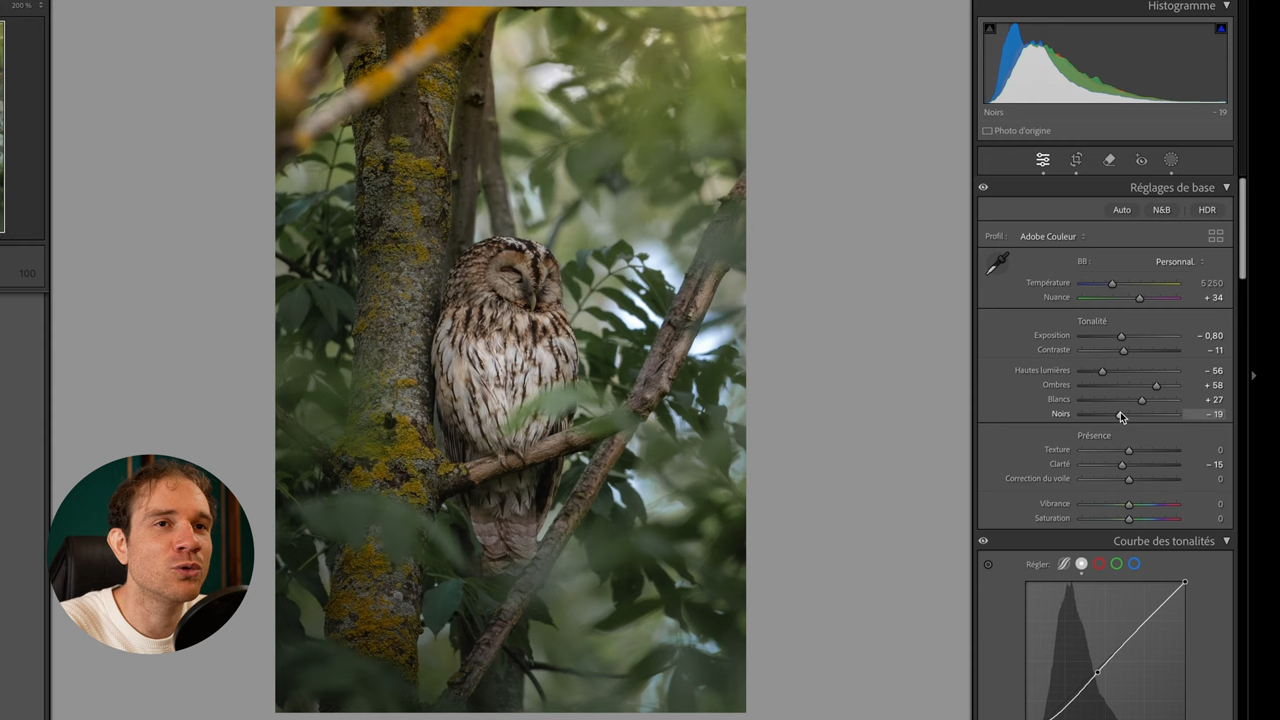 200 %
Histogramme
Noirs - 19
Photo d'origine
Réglages de base
Auto N&B HDR
Profil : Adobe Couleur
BB : Personnal.
Température 5 250
Nuance + 34
Tonalité
Exposition - 0,80
Contraste - 11
Hautes lumières - 56
Ombres + 58
Blancs + 27
Noirs - 19
Présence
Texture 0
Clarté - 15
Correction du voile 0
Vibrance 0
Saturation 0
100
Courbe des tonalités
Régler :